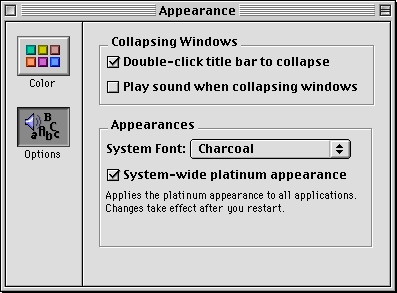 Appearance
Color
Options
Collapsing Windows
Double-click title bar to collapse
Play sound when collapsing windows
Appearances
System Font: Charcoal
System-wide platinum appearance
Applies the platinum appearance to all applications.
Changes take effect after you restart.